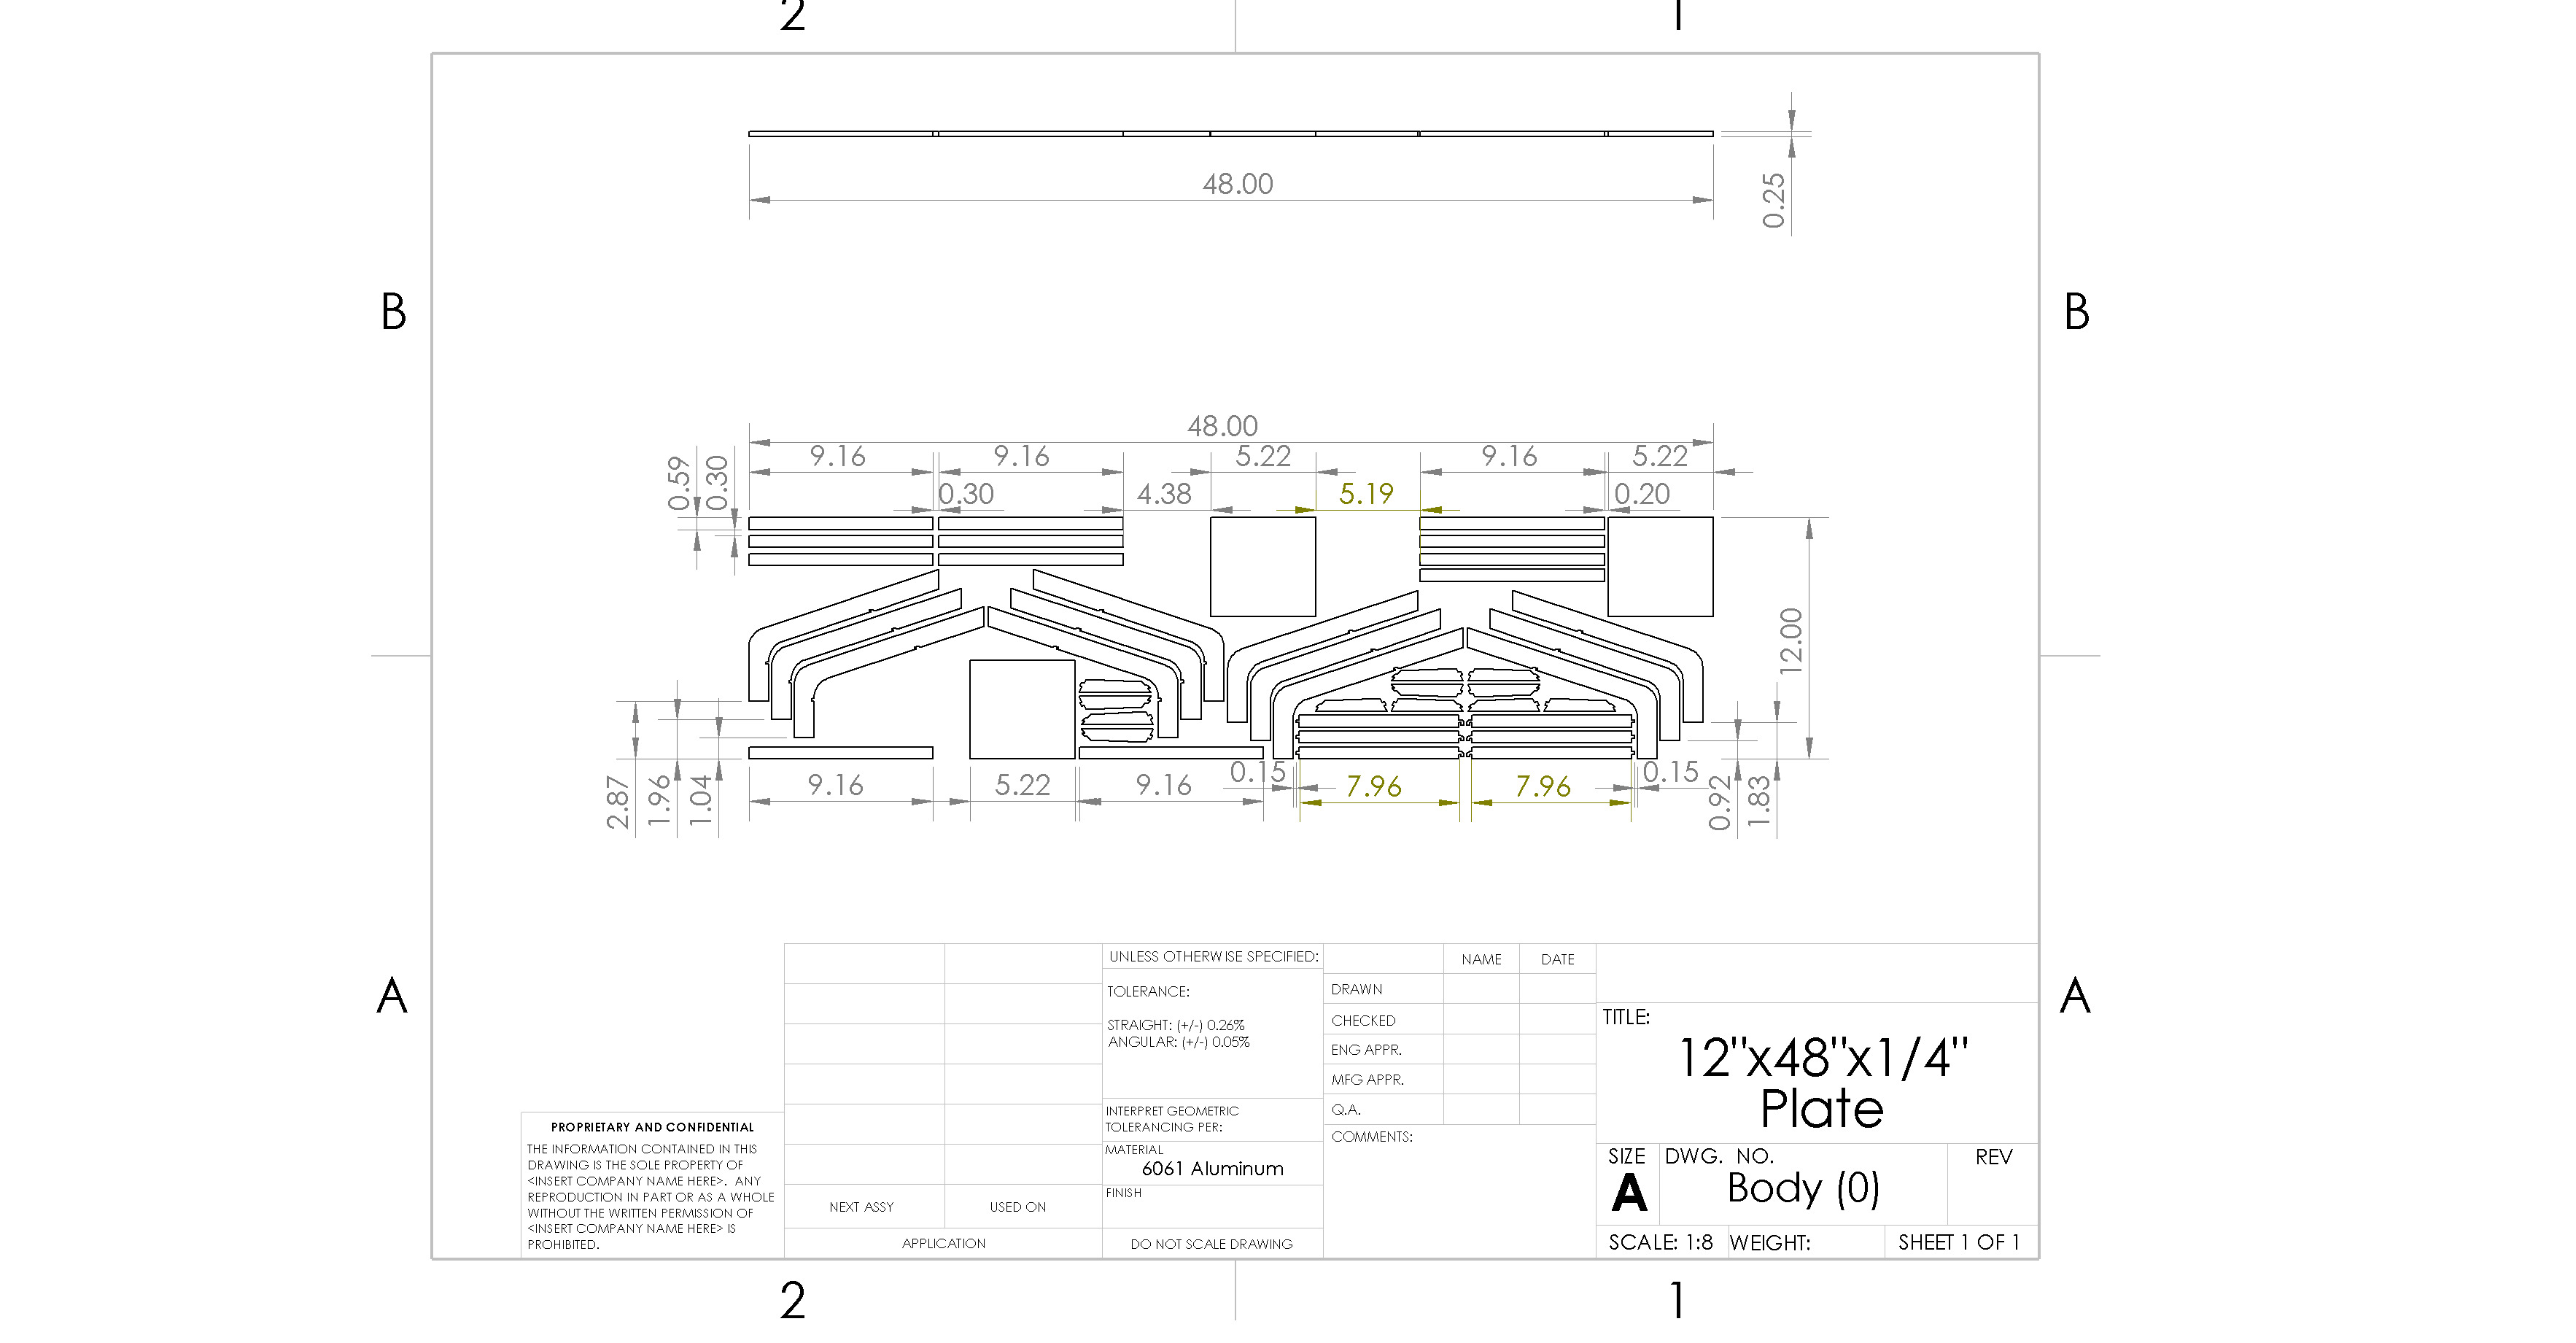 2
1
48.00
0.25
B
B
48.00
9.16
9.16
5.22
9.16
5.22
0.59
0.30
0.30
4.38
5.19
0.20
12.00
2.87
1.96
1.04
9.16
5.22
9.16
0.15
7.96
7.96
0.15
0.92
1.83
A
A
UNLESS OTHERWISE SPECIFIED:
TOLERANCE:
STRAIGHT: (+/-) 0.26%
ANGULAR: (+/-) 0.05%
INTERPRET GEOMETRIC
TOLERANCING PER:
MATERIAL
6061 Aluminum
FINISH
DO NOT SCALE DRAWING
NAME
DATE
DRAWN
CHECKED
ENG APPR.
MFG APPR.
Q.A.
COMMENTS:
TITLE:
12"x48"x1/4"
Plate
SIZE
A
DWG. NO.
Body (0)
REV
SCALE: 1:8
WEIGHT:
SHEET 1 OF 1
PROPRIETARY AND CONFIDENTIAL
THE INFORMATION CONTAINED IN THIS
DRAWING IS THE SOLE PROPERTY OF
<INSERT COMPANY NAME HERE>. ANY
REPRODUCTION IN PART OR AS A WHOLE
WITHOUT THE WRITTEN PERMISSION OF
<INSERT COMPANY NAME HERE> IS
PROHIBITED.
NEXT ASSY
USED ON
APPLICATION
2
1